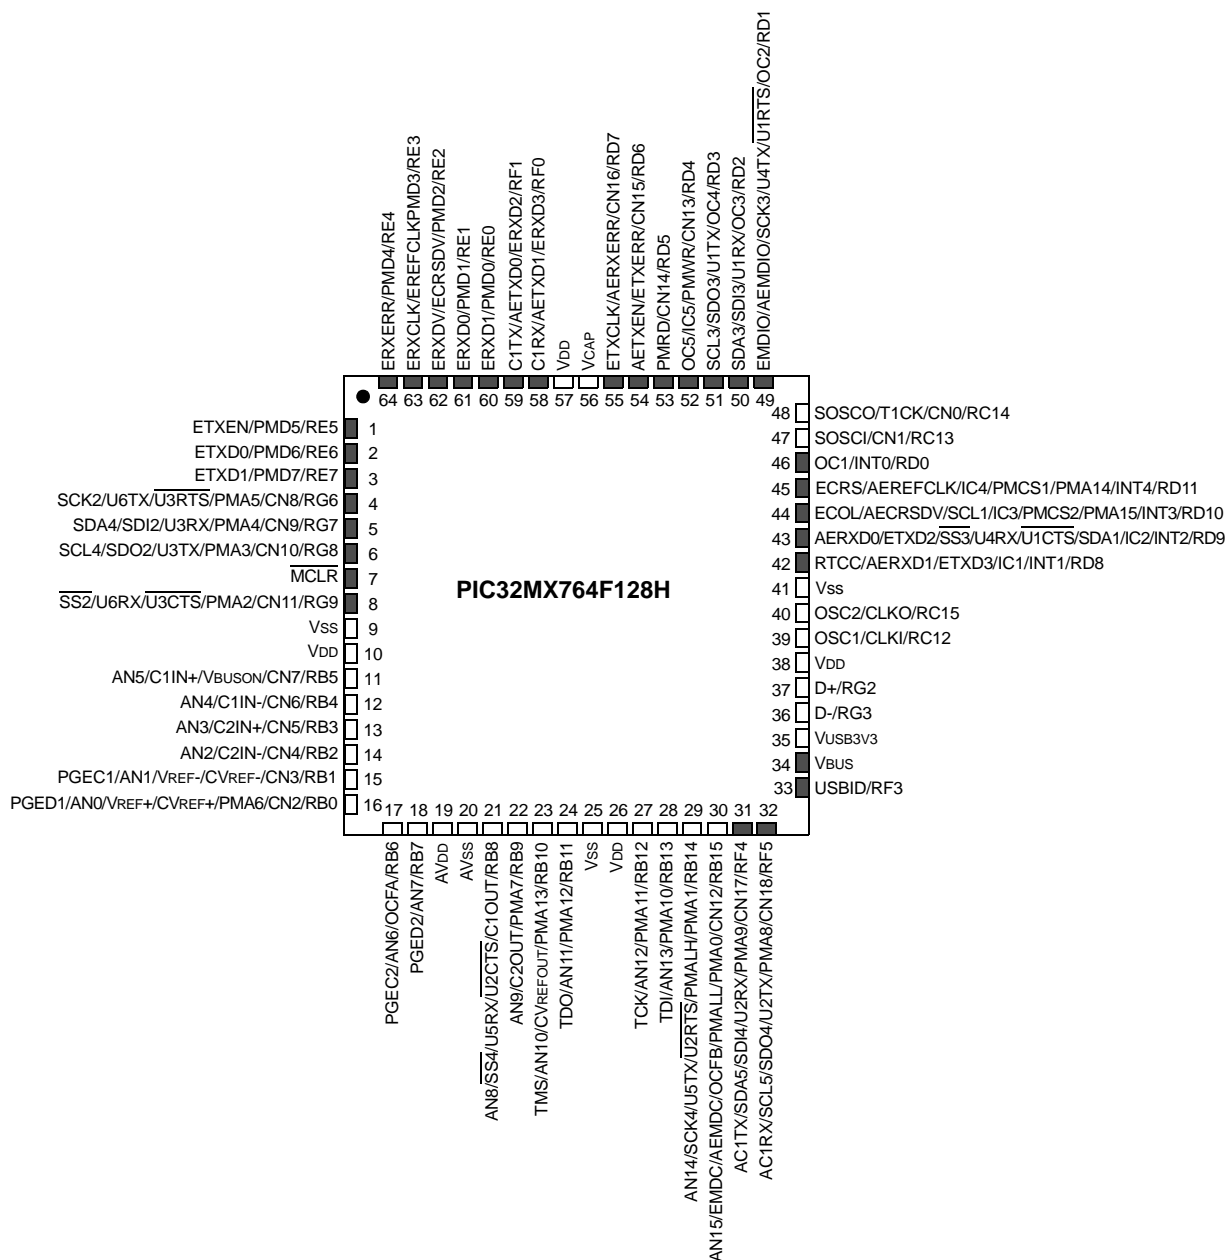 EMDIO/AEMDIO/SCK3/U4TX/U1RTS/OC2/RD1
SDA3/SDI3/U1RX/OC3/RD2
SCL3/SDO3/U1TX/OC4/RD3
OC5/IC5/PMWR/CN13/RD4
PMRD/CN14/RD5
AETXEN/ETXERR/CN15/RD6
ETXCLK/AERXERR/CN16/RD7
VCAP
VDD
C1RX/AETXD1/ERXD3/RF0
C1TX/AETXD0/ERXD2/RF1
ERXD1/PMD0/RE0
ERXD0/PMD1/RE1
ERXDV/ECRSDV/PMD2/RE2
ERXCLK/EREFCLKPMD3/RE3
ERXERR/PMD4/RE4
64 63 62 61 60 59 58 57 56 55 54 53 52 51 50 49
ETXEN/PMD5/RE5 1
ETXD0/PMD6/RE6 2
ETXD1/PMD7/RE7 3
SCK2/U6TX/U3RTS/PMA5/CN8/RG6 4
SDA4/SDI2/U3RX/PMA4/CN9/RG7 5
SCL4/SDO2/U3TX/PMA3/CN10/RG8 6
MCLR 7
SS2/U6RX/U3CTS/PMA2/CN11/RG9 8
VSS 9
VDD 10
AN5/C1IN+/VBUSON/CN7/RB5 11
AN4/C1IN-/CN6/RB4 12
AN3/C2IN+/CN5/RB3 13
AN2/C2IN-/CN4/RB2 14
PGEC1/AN1/VREF-/CVREF-/CN3/RB1 15
PGED1/AN0/VREF+/CVREF+/PMA6/CN2/RB0 16
PIC32MX764F128H
48 SOSCO/T1CK/CN0/RC14
47 SOSCI/CN1/RC13
46 OC1/INT0/RD0
45 ECRS/AEREFCLK/IC4/PMCS1/PMA14/INT4/RD11
44 ECOL/AECRSDV/SCL1/IC3/PMCS2/PMA15/INT3/RD10
43 AERXD0/ETXD2/SS3/U4RX/U1CTS/SDA1/IC2/INT2/RD9
42 RTCC/AERXD1/ETXD3/IC1/INT1/RD8
41 VSS
40 OSC2/CLKO/RC15
39 OSC1/CLKI/RC12
38 VDD
37 D+/RG2
36 D-/RG3
35 VUSB3V3
34 VBUS
33 USBID/RF3
17 18 19 20 21 22 23 24 25 26 27 28 29 30 31 32
PGEC2/AN6/OCFA/RB6
PGED2/AN7/RB7
AVDD
AVSS
AN8/SS4/U5RX/U2CTS/C1OUT/RB8
AN9/C2OUT/PMA7/RB9
TMS/AN10/CVREFOUT/PMA13/RB10
TDO/AN11/PMA12/RB11
VSS
VDD
TCK/AN12/PMA11/RB12
TDI/AN13/PMA10/RB13
AN14/SCK4/U5TX/U2RTS/PMALH/PMA1/RB14
AN15/EMDC/AEMDC/OCFB/PMALL/PMA0/CN12/RB15
AC1TX/SDA5/SDI4/U2RX/PMA9/CN17/RF4
AC1RX/SCL5/SDO4/U2TX/PMA8/CN18/RF5